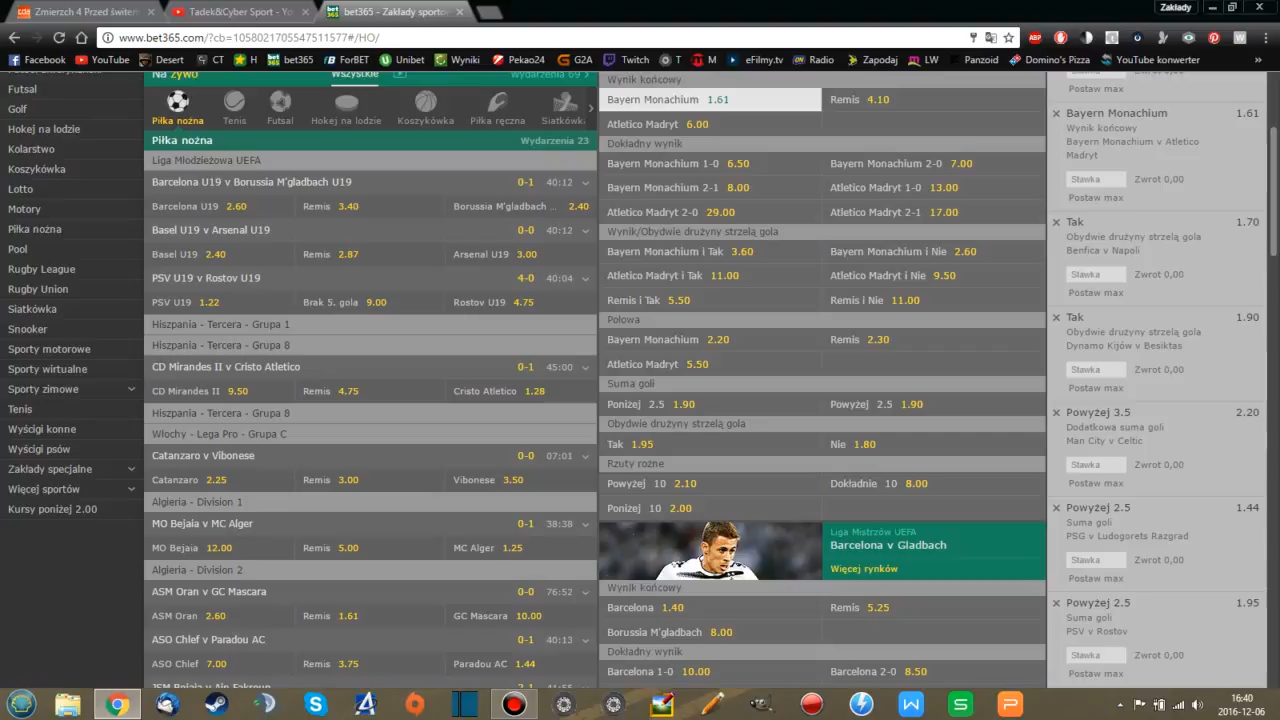 Zmierzch 4 Przed świtem
Tadek&Cyber Sport - Yo
bet365 - Zakłady sporto
Zakłady
www.bet365.com/?cb=1058021705547511577#/HO/
Facebook YouTube Desert CT H bet365 ForBET Unibet Wyniki Pekao24 G2A Twitch T M eFilmy.tv Radio Zapodaj LW Panzoid Domino's Pizza YouTube konwerter »
Futsal
Golf
Hokej na lodzie
Kolarstwo
Koszykówka
Lotto
Motory
Piłka nożna
Pool
Rugby League
Rugby Union
Siatkówka
Snooker
Sporty motorowe
Sporty wirtualne
Sporty zimowe
Tenis
Wyścigi konne
Wyścigi psów
Zakłady specjalne
Więcej sportów
Kursy poniżej 2.00
Na żywo Wszystkie Wydarzenia 69
Piłka nożna Tenis Futsal Hokej na lodzie Koszykówka Piłka ręczna
Piłka nożna Wydarzenia 23
Liga Młodzieżowa UEFA
Barcelona U19 v Borussia M'gladbach U19 0-1 40:12
Barcelona U19 2.60 Remis 3.40 Borussia M'gladbach ... 2.40
Basel U19 v Arsenal U19 0-0 40:12
Basel U19 2.40 Remis 2.87 Arsenal U19 3.00
PSV U19 v Rostov U19 4-0 40:04
PSV U19 1.22 Brak 5. gola 9.00 Rostov U19 4.75
Hiszpania - Tercera - Grupa 1
Hiszpania - Tercera - Grupa 8
CD Mirandes II v Cristo Atletico 0-1 45:00
CD Mirandes II 9.50 Remis 4.75 Cristo Atletico 1.28
Hiszpania - Tercera - Grupa 8
Włochy - Lega Pro - Grupa C
Catanzaro v Vibonese 0-0 07:01
Catanzaro 2.25 Remis 3.00 Vibonese 3.50
Algieria - Division 1
MO Bejaia v MC Alger 0-1 38:38
MO Bejaia 12.00 Remis 5.00 MC Alger 1.25
Algieria - Division 2
ASM Oran v GC Mascara 0-0 76:52
ASM Oran 2.60 Remis 1.61 GC Mascara 10.00
ASO Chlef v Paradou AC 0-1 40:13
ASO Chlef 7.00 Remis 3.75 Paradou AC 1.44
Wynik końcowy
Bayern Monachium 1.61 Remis 4.10
Atletico Madryt 6.00
Dokładny wynik
Bayern Monachium 1-0 6.50 Bayern Monachium 2-0 7.00
Bayern Monachium 2-1 8.00 Atletico Madryt 1-0 13.00
Atletico Madryt 2-0 29.00 Atletico Madryt 2-1 17.00
Wynik/Obydwie drużyny strzelą gola
Bayern Monachium i Tak 3.60 Bayern Monachium i Nie 2.60
Atletico Madryt i Tak 11.00 Atletico Madryt i Nie 9.50
Remis i Tak 5.50 Remis i Nie 11.00
Połowa
Bayern Monachium 2.20 Remis 2.30
Atletico Madryt 5.50
Suma goli
Poniżej 2.5 1.90 Powyżej 2.5 1.90
Obydwie drużyny strzelą gola
Tak 1.95 Nie 1.80
Rzuty rożne
Powyżej 10 2.10 Dokładnie 10 8.00
Poniżej 10 2.00
Liga Mistrzów UEFA
Barcelona v Gladbach
Więcej rynków
Wynik końcowy
Barcelona 1.40 Remis 5.25
Borussia M'gladbach 8.00
Dokładny wynik
Barcelona 1-0 10.00 Barcelona 2-0 8.50
Postaw max
Bayern Monachium 1.61
Wynik końcowy
Bayern Monachium v Atletico
Madryt
Stawka Zwrot 0,00
Postaw max
Tak 1.70
Obydwie drużyny strzelą gola
Benfica v Napoli
Stawka Zwrot 0,00
Postaw max
Tak 1.90
Obydwie drużyny strzelą gola
Dynamo Kijów v Besiktas
Stawka Zwrot 0,00
Postaw max
Powyżej 3.5 2.20
Dodatkowa suma goli
Man City v Celtic
Stawka Zwrot 0,00
Postaw max
Powyżej 2.5 1.44
Suma goli
PSG v Ludogorets Razgrad
Stawka Zwrot 0,00
Postaw max
Powyżej 2.5 1.95
Suma goli
PSV v Rostov
Stawka Zwrot 0,00
Postaw max
16:40
2016-12-06